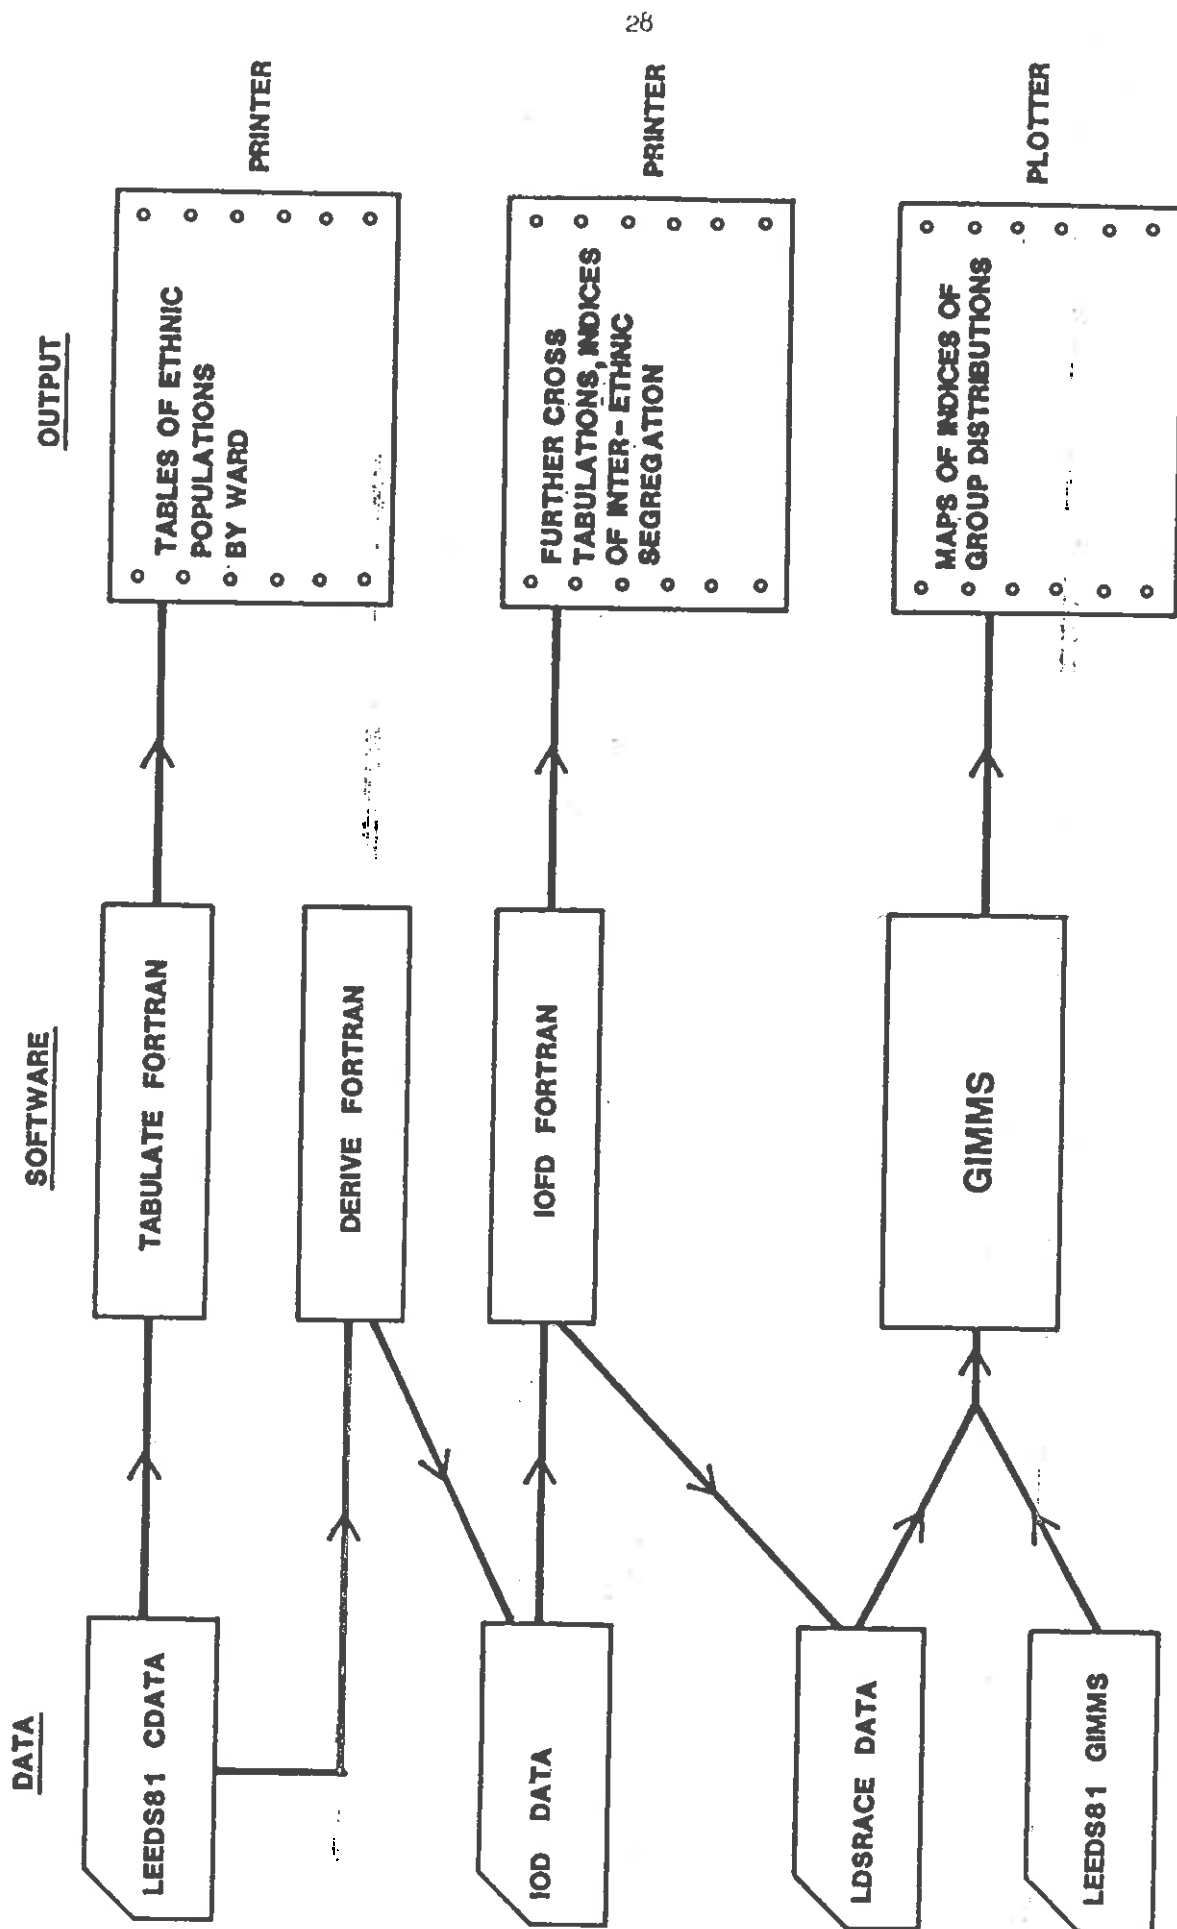 28
DATA
SOFTWARE
OUTPUT
LEEDS81 CDATA
TABULATE FORTRAN
TABLES OF ETHNIC
POPULATIONS
BY WARD
PRINTER
DERIVE FORTRAN
IOD DATA
IOFD FORTRAN
FURTHER CROSS
TABULATIONS, INDICES
OF INTER-ETHNIC
SEGREGATION
PRINTER
LDSRACE DATA
LEEDS81 GIMMS
GIMMS
MAPS OF INDICES OF
GROUP DISTRIBUTIONS
PLOTTER